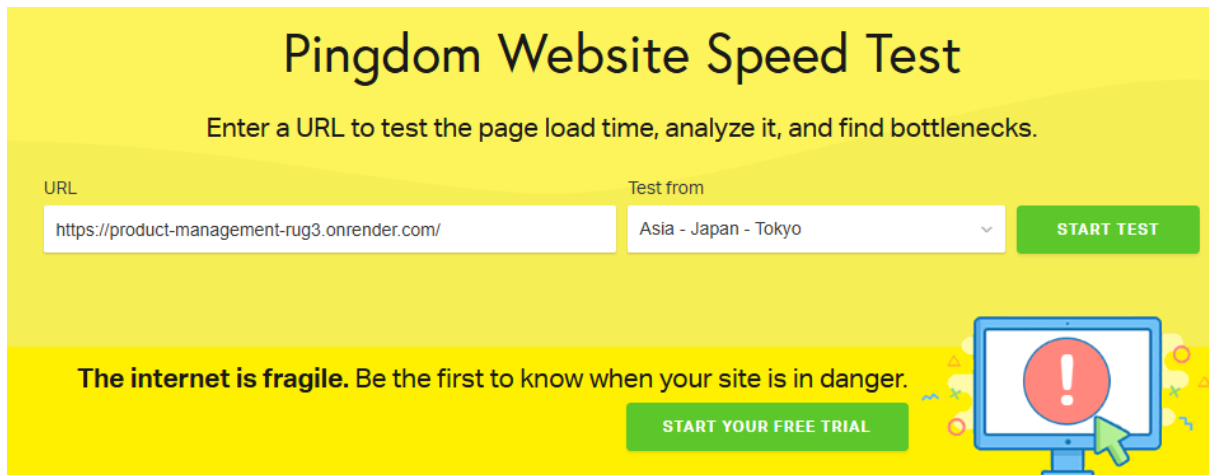 Pingdom Website Speed Test
Enter a URL to test the page load time, analyze it, and find bottlenecks.
URL
Test from
https://product-management-rug3.onrender.com/
Asia - Japan - Tokyo
START TEST
The internet is fragile. Be the first to know when your site is in danger.
START YOUR FREE TRIAL